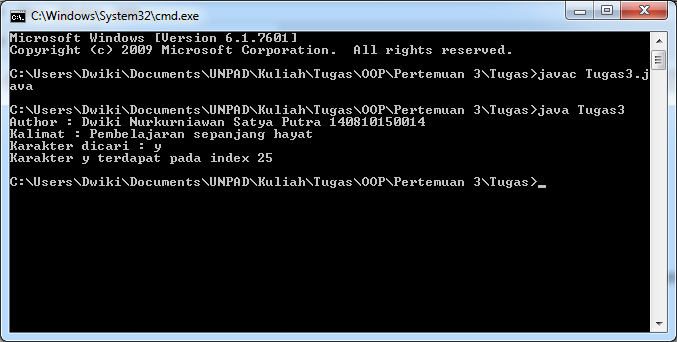 C:\Windows\System32\cmd.exe
Microsoft Windows [Version 6.1.7601]
Copyright (c) 2009 Microsoft Corporation.  All rights reserved.
C:\Users\Dwiki\Documents\UNPAD\Kuliah\Tugas\OOP\Pertemuan 3\Tugas>javac Tugas3.j
ava
C:\Users\Dwiki\Documents\UNPAD\Kuliah\Tugas\OOP\Pertemuan 3\Tugas>java Tugas3
Author : Dwiki Nurkurniawan Satya Putra 140810150014
Kalimat : Pembelajaran sepanjang hayat
Karakter dicari : y
Karakter y terdapat pada index 25
C:\Users\Dwiki\Documents\UNPAD\Kuliah\Tugas\OOP\Pertemuan 3\Tugas>_